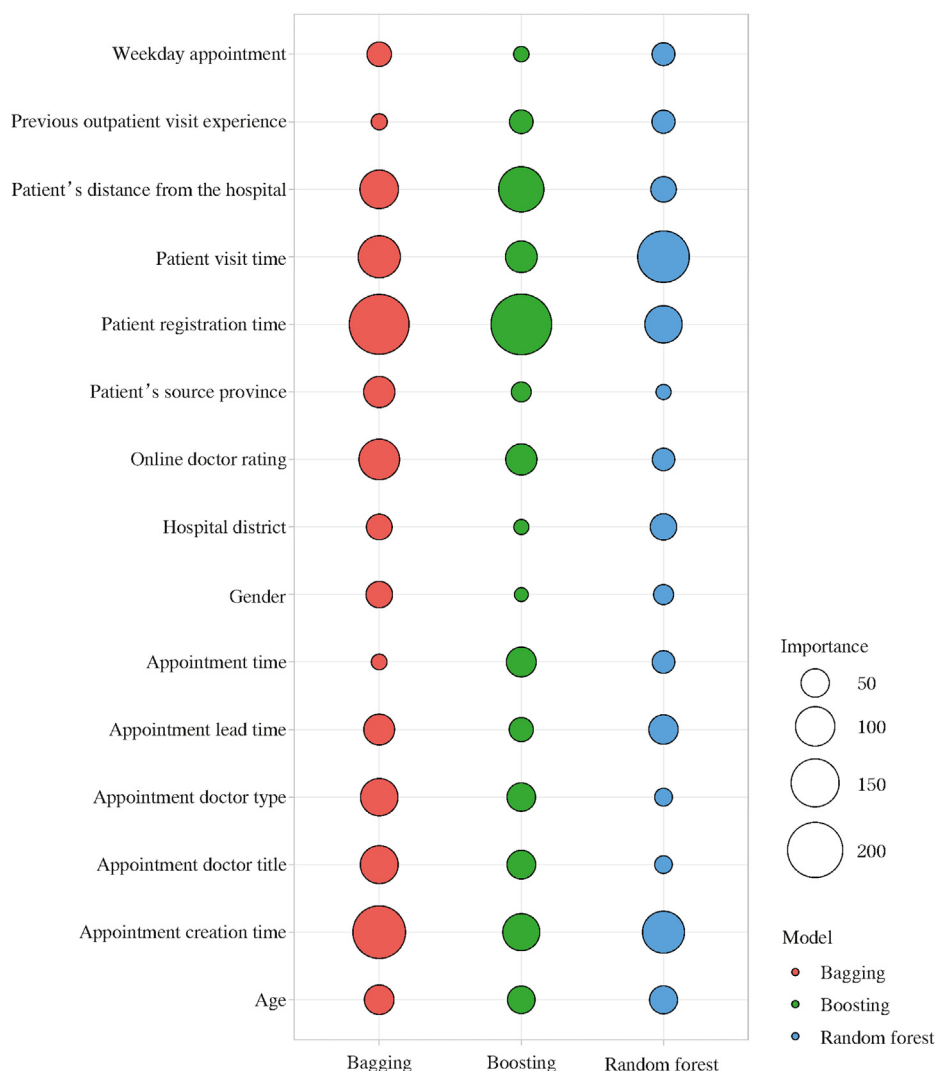 Weekday appointment
Previous outpatient visit experience
Patient’s distance from the hospital
Patient visit time
Patient registration time
Patient’s source province
Online doctor rating
Hospital district
Gender
Appointment time
Appointment lead time
Appointment doctor type
Appointment doctor title
Appointment creation time
Age
Bagging Boosting Random forest
Importance
50
100
150
200
Model
Bagging
Boosting
Random forest